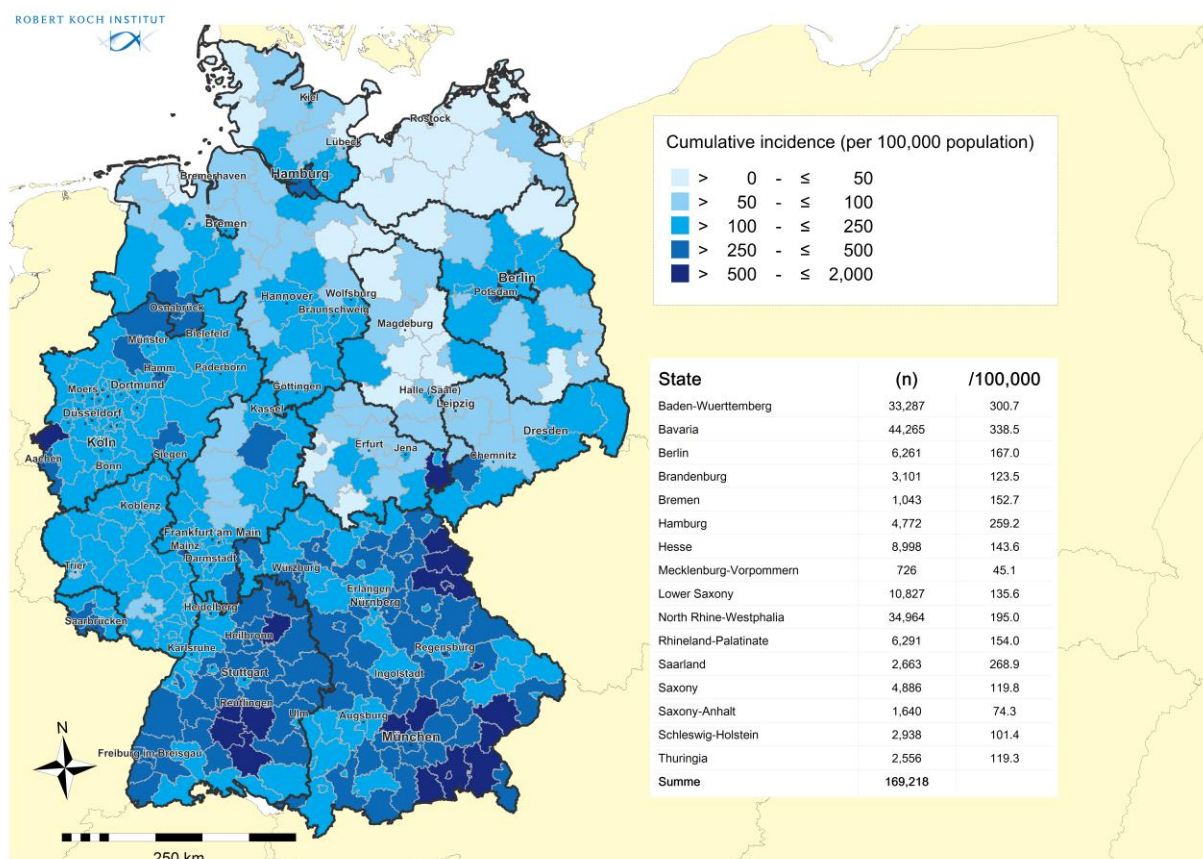 ROBERT KOCH INSTITUT
Kiel
Rostock
Lübeck
Hamburg
Bremerhaven
Bremen
Berlin
Potsdam
Hannover
Wolfsburg
Braunschweig
Osnabrück
Bielefeld
Magdeburg
Münster
Hamm
Paderborn
Moers
Dortmund
Göttingen
Halle (Saale)
Leipzig
Düsseldorf
Kassel
Dresden
Köln
Erfurt
Jena
Chemnitz
Aachen
Bonn
Siegen
Koblenz
Frankfurt am Main
Mainz
Darmstadt
Würzburg
Trier
Erlangen
Nürnberg
Heidelberg
Saarbrücken
Heilbronn
Karlsruhe
Regensburg
Stuttgart
Ingolstadt
Reutlingen
Ulm
Augsburg
München
Freiburg im Breisgau
N
250 km
Cumulative incidence (per 100,000 population)
> 0 - ≤ 50
> 50 - ≤ 100
> 100 - ≤ 250
> 250 - ≤ 500
> 500 - ≤ 2,000
State (n) /100,000
Baden-Wuerttemberg 33,287 300.7
Bavaria 44,265 338.5
Berlin 6,261 167.0
Brandenburg 3,101 123.5
Bremen 1,043 152.7
Hamburg 4,772 259.2
Hesse 8,998 143.6
Mecklenburg-Vorpommern 726 45.1
Lower Saxony 10,827 135.6
North Rhine-Westphalia 34,964 195.0
Rhineland-Palatinate 6,291 154.0
Saarland 2,663 268.9
Saxony 4,886 119.8
Saxony-Anhalt 1,640 74.3
Schleswig-Holstein 2,938 101.4
Thuringia 2,556 119.3
Summe 169,218